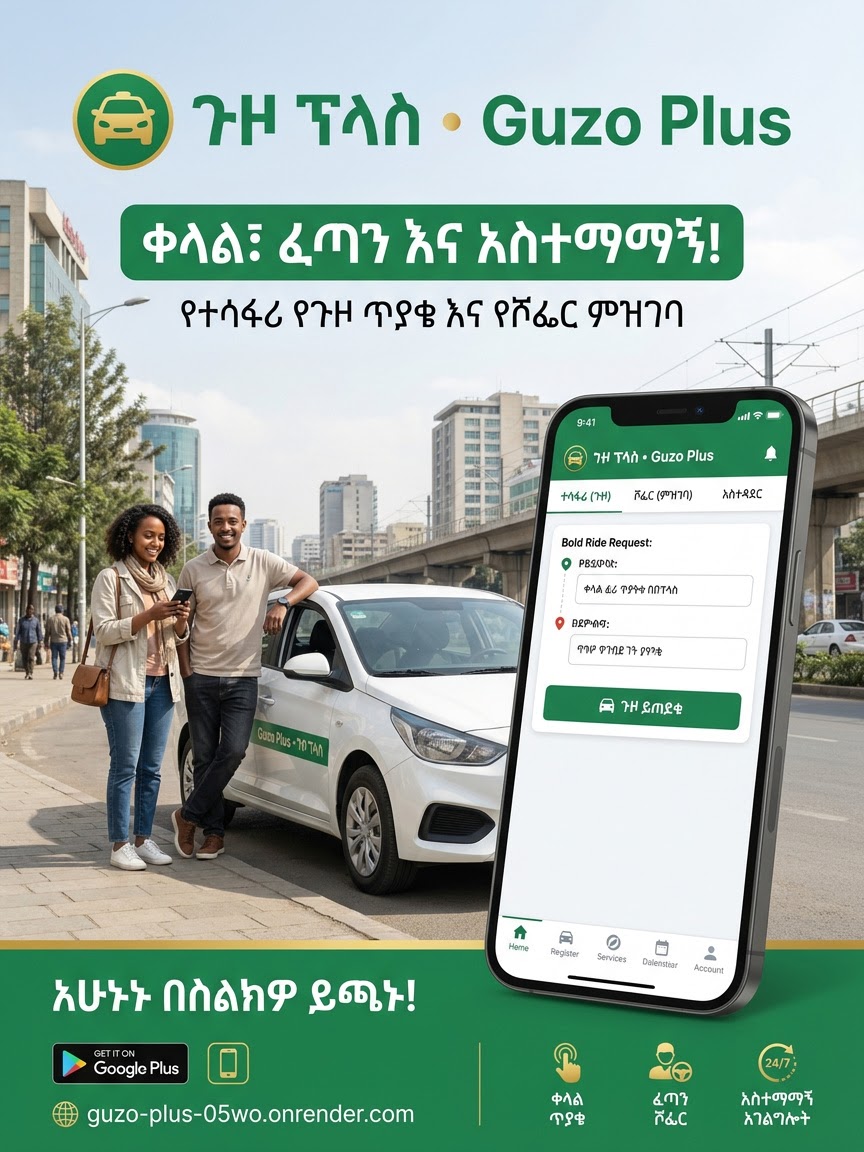 ጉዞ ፕላስ • Guzo Plus
ቀላል፣ ፈጣን እና አስተማማኝ!
የተሳፋሪ የጉዞ ጥያቄ እና የሾፌር ምዝገባ
9:41
ጉዞ ፕላስ • Guzo Plus
ተሳፋሪ (ጉዞ) ሾፌር (ምዝገባ) አስተዳደር
Bold Ride Request:
ጉዞ ይጠይቁ
Guzo Plus •
Home Register Services Account
አሁኑኑ በስልክዎ ይጫኑ!
GET IT ON
Google Plus
guzo-plus-05wo.onrender.com
ቀላል
ጥያቄ
ፈጣን
ሾፌር
24/7
አስተማማኝ
አገልግሎት